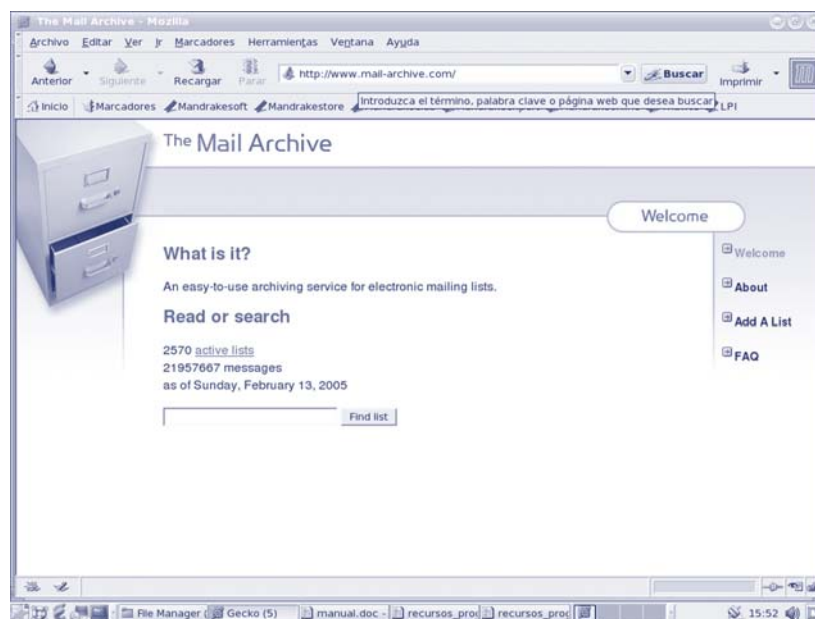 The Mail Archive - Mozilla
Archivo Editar Ver Ir Marcadores Herramientas Ventana Ayuda
Anterior Siguiente Recargar Parar http://www.mail-archive.com/ Buscar Imprimir
Inicio Marcadores Mandrakesoft Mandrakestore LPI
Introduzca el término, palabra clave o página web que desea buscar
The Mail Archive
Welcome
What is it?
An easy-to-use archiving service for electronic mailing lists.
Read or search
2570 active lists
21957667 messages
as of Sunday, February 13, 2005
Find list
Welcome
About
Add A List
FAQ
File Manager ( Gecko (5) manual.doc - recursos_pro recursos_pro 15:52